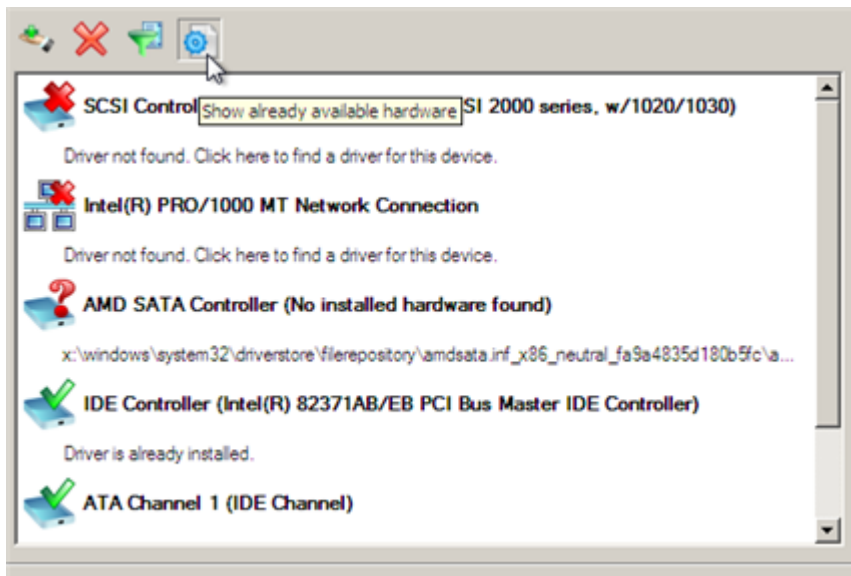 SCSI Control
Show already available hardware
SI 2000 series, w/1020/1030)
Driver not found. Click here to find a driver for this device.
Intel(R) PRO/1000 MT Network Connection
Driver not found. Click here to find a driver for this device.
AMD SATA Controller (No installed hardware found)
x:\windows\system32\driverstore\filerepository\amdsata.inf_x86_neutral_fa9a4835d180b5fc\a...
IDE Controller (Intel(R) 82371AB/EB PCI Bus Master IDE Controller)
Driver is already installed.
ATA Channel 1 (IDE Channel)